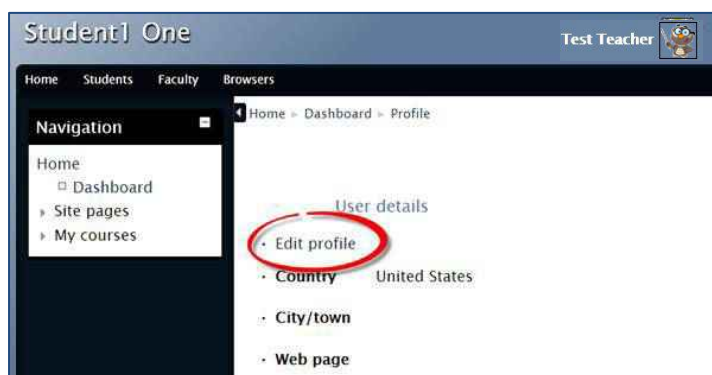 Student1 One
Test Teacher
Home Students Faculty Browsers
Navigation
Home
Dashboard
Site pages
My courses
Home Dashboard Profile
User details
Edit profile
Country United States
City/town
Web page